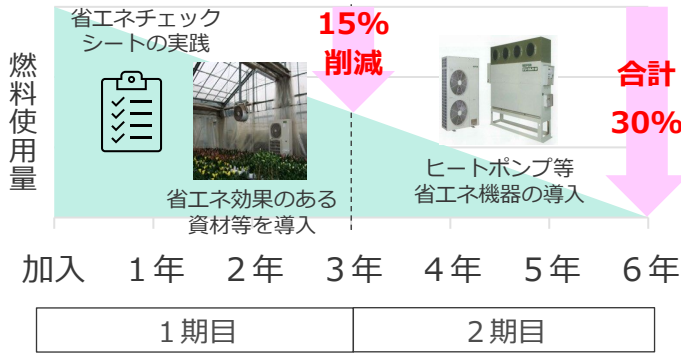 省エネチェック
シートの実践
15%
削減
燃料使用量
合計
30%
省エネ効果のある
資材等を導入
ヒートポンプ等
省エネ機器の導入
加入
１年
２年
３年
４年
５年
６年
１期目
２期目